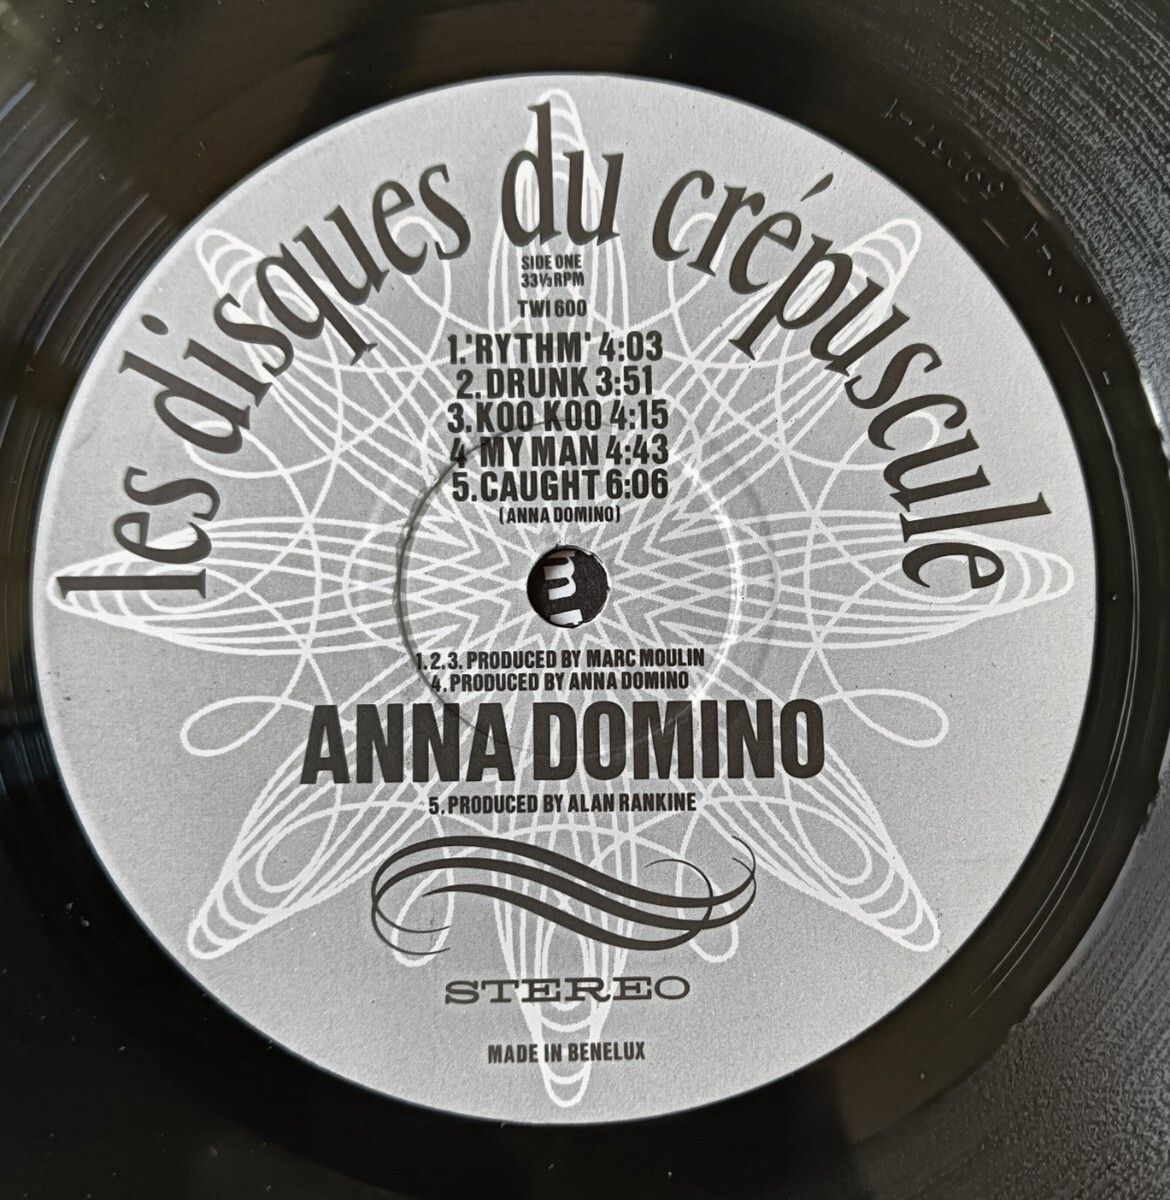 les disques du crépuscule
SIDE ONE
33⅓RPM
TWI 600
1.'RYTHM' 4:03
2.DRUNK 3:51
3.KOO KOO 4:15
4 MY MAN 4:43
5.CAUGHT 6:06
(ANNA DOMINO)
1.2.3. PRODUCED BY MARC MOULIN
4.PRODUCED BY ANNA DOMINO
ANNA DOMINO
5.PRODUCED BY ALAN RANKINE
STEREO
MADE IN BENELUX